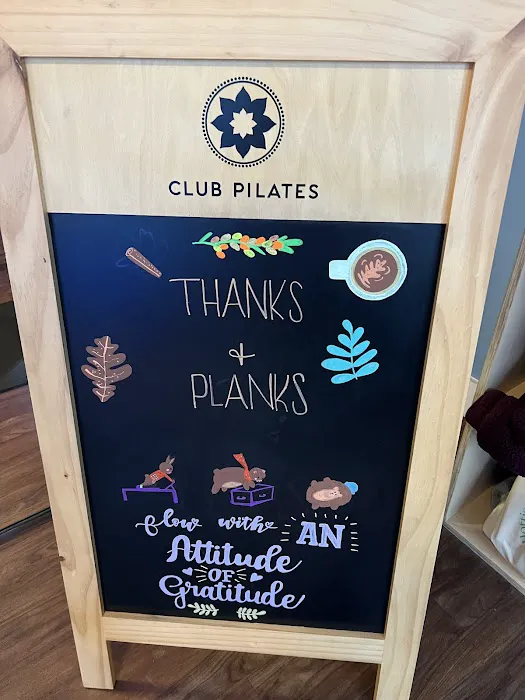 CLUB PILATES
THANKS
+
PLANKS
flow with AN
Attitude
OF
Gratitude